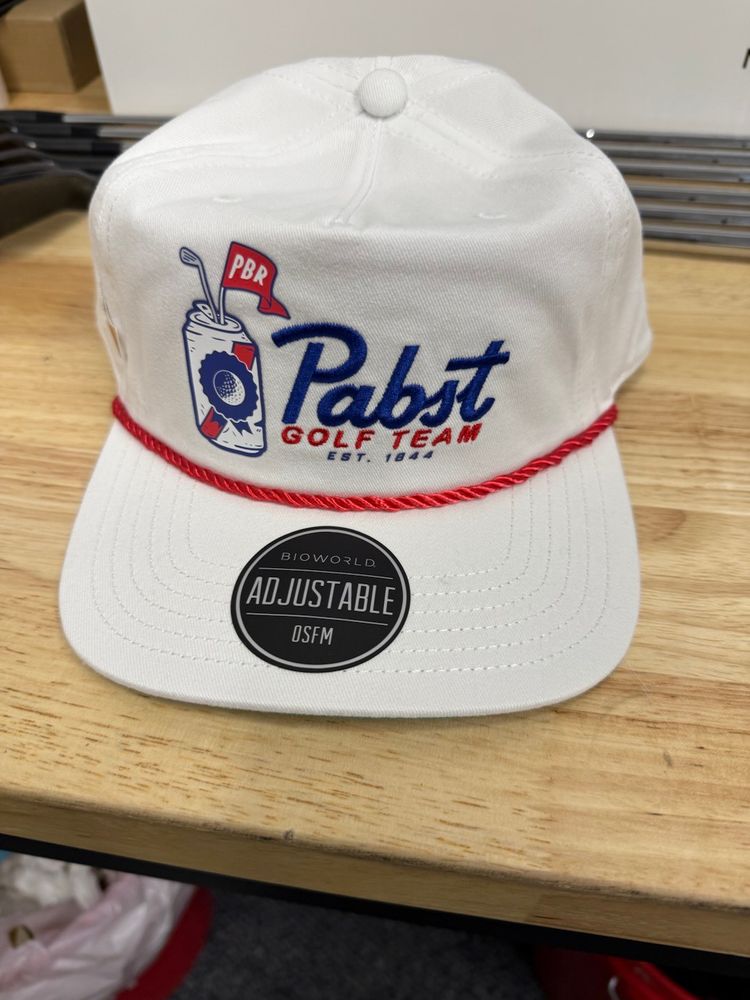 PBR
Pabst
GOLF TEAM
EST. 1844
BIOWORLD
ADJUSTABLE
OSFM